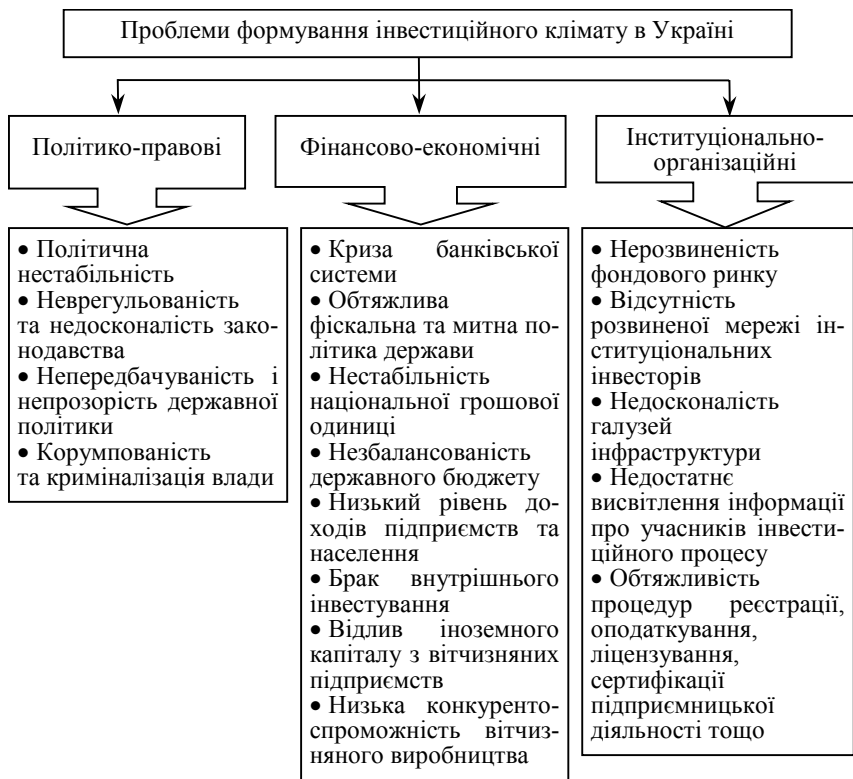 Проблеми формування інвестиційного клімату в Україні
Політико-правові
Фінансово-економічні
Інституціонально-
організаційні
• Політична
нестабільність
• Неврегульованість
та недосконалість зако-
нодавства
• Непередбачуваність і
непрозорість державної
політики
• Корумпованість
та криміналізація влади
• Криза банківської
системи
• Обтяжлива
фіскальна та митна по-
літика держави
• Нестабільність
національної грошової
одиниці
• Незбалансованість
державного бюджету
• Низький рівень до-
ходів підприємств та
населення
• Брак внутрішнього
інвестування
• Відлив іноземного
капіталу з вітчизняних
підприємств
• Низька конкуренто-
спроможність вітчиз-
няного виробництва
• Нерозвиненість
фондового ринку
• Відсутність
розвиненої мережі ін-
ституціональних
інвесторів
• Недосконалість
галузей
інфраструктури
• Недостатнє
висвітлення інформації
про учасників інвести-
ційного процесу
• Обтяжливість
процедур реєстрації,
оподаткування,
ліцензування,
сертифікації
підприємницької
діяльності тощо